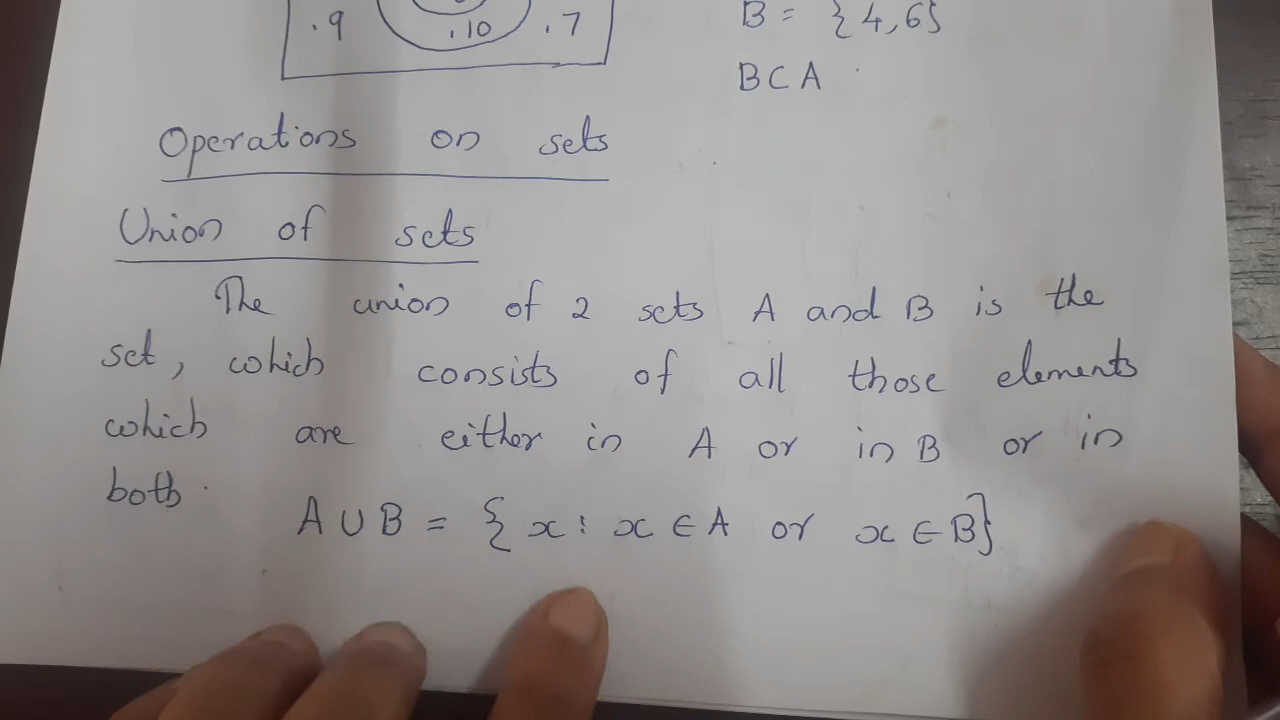 B = {4,6}
.9 .10 .7
B ⊂ A
Operations on sets
Union of sets
The union of 2 sets A and B is the
set, which consists of all those elements
which are either in A or in B or in
both.
A ∪ B = {x : x ∈ A or x ∈ B}